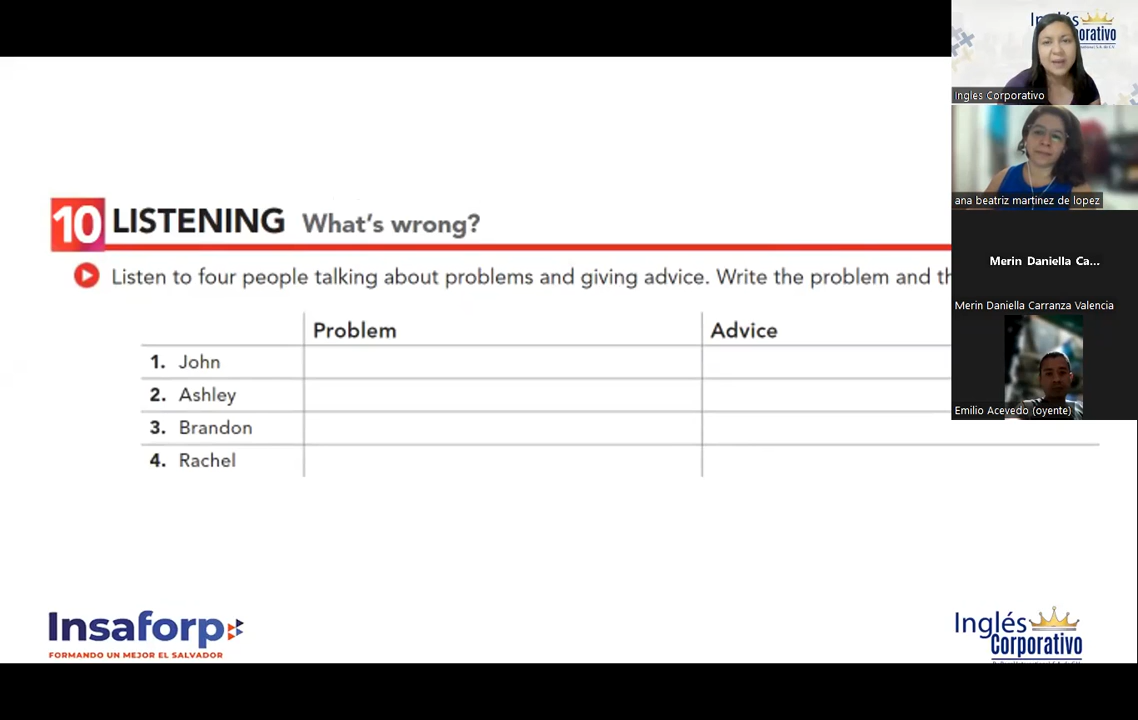 10 LISTENING What's wrong?
Listen to four people talking about problems and giving advice. Write the problem and th
Problem Advice
1. John
2. Ashley
3. Brandon
4. Rachel
Insaforp
FORMANDO UN MEJOR EL SALVADOR
Inglés
Corporativo
Inglés
orativo
Ingles Corporativo
ana beatriz martinez de lopez
Merin Daniella Ca...
Merin Daniella Carranza Valencia
Emilio Acevedo (oyente)